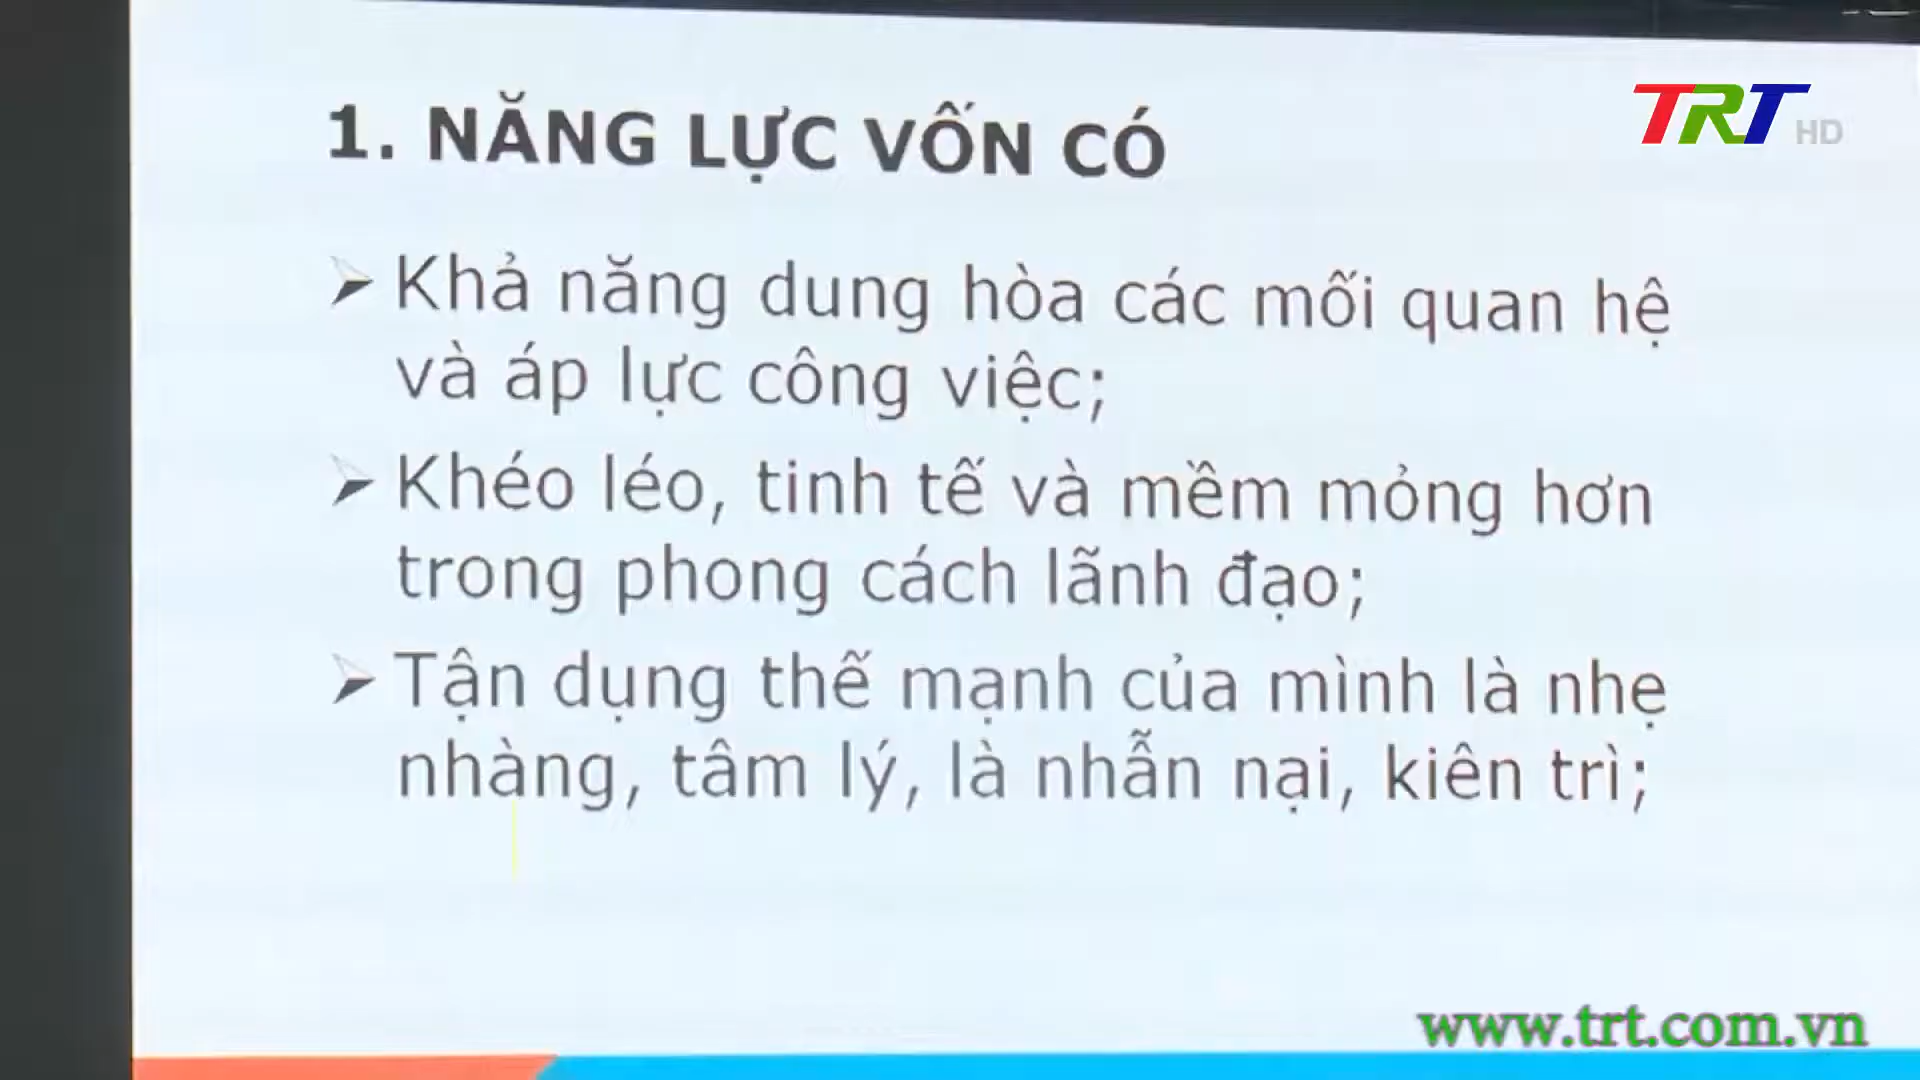 TRT HD
1. NĂNG LỰC VỐN CÓ
➢ Khả năng dung hòa các mối quan hệ
và áp lực công việc;
➢ Khéo léo, tinh tế và mềm mỏng hơn
trong phong cách lãnh đạo;
➢ Tận dụng thế mạnh của mình là nhẹ
nhàng, tâm lý, là nhẫn nại, kiên trì;
www.trt.com.vn